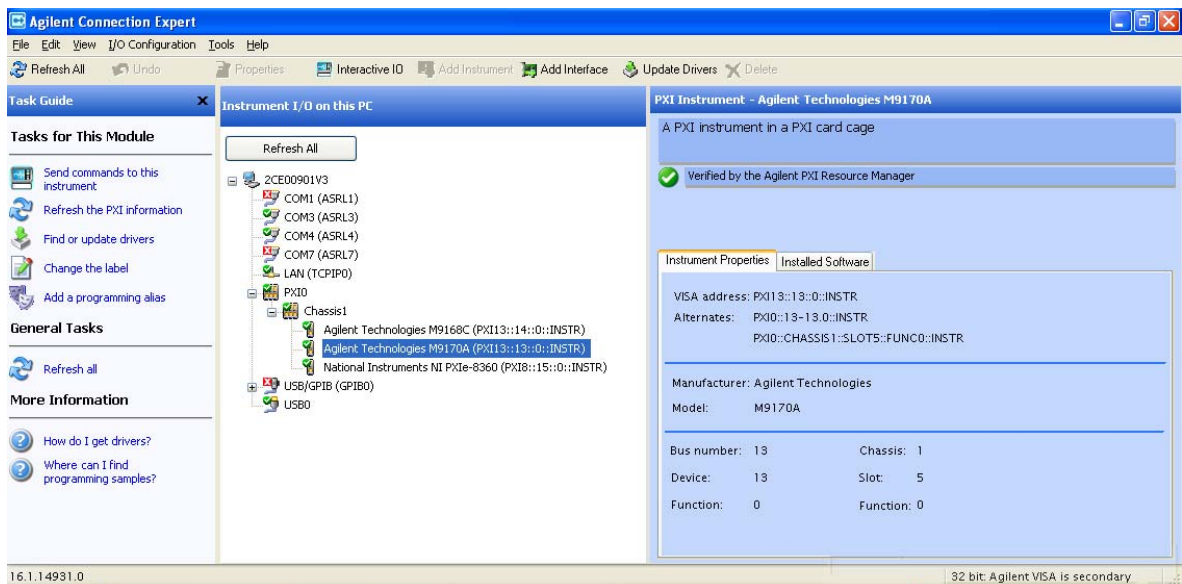 Agilent Connection Expert
File Edit View I/O Configuration Tools Help
Refresh All Undo Properties Interactive IO Add Instrument Add Interface Update Drivers Delete
Task Guide
Tasks for This Module
Send commands to this
instrument
Refresh the PXI information
Find or update drivers
Change the label
Add a programming alias
General Tasks
Refresh all
More Information
How do I get drivers?
Where can I find
programming samples?
Instrument I/O on this PC
Refresh All
2CE00901V3
COM1 (ASRL1)
COM3 (ASRL3)
COM4 (ASRL4)
COM7 (ASRL7)
LAN (TCPIP0)
PXI0
Chassis1
Agilent Technologies M9168C (PXI13::14::0::INSTR)
Agilent Technologies M9170A (PXI13::13::0::INSTR)
National Instruments NI PXIe-8360 (PXI8::15::0::INSTR)
USB/GPIB (GPIB0)
USB0
PXI Instrument - Agilent Technologies M9170A
A PXI instrument in a PXI card cage
Verified by the Agilent PXI Resource Manager
Instrument Properties Installed Software
VISA address: PXI13::13::0::INSTR
Alternates: PXI0::13-13.0::INSTR
PXI0::CHASSIS1::SLOT5::FUNC0::INSTR
Manufacturer: Agilent Technologies
Model: M9170A
Bus number: 13 Chassis: 1
Device: 13 Slot: 5
Function: 0 Function: 0
16.1.14931.0 32 bit: Agilent VISA is secondary